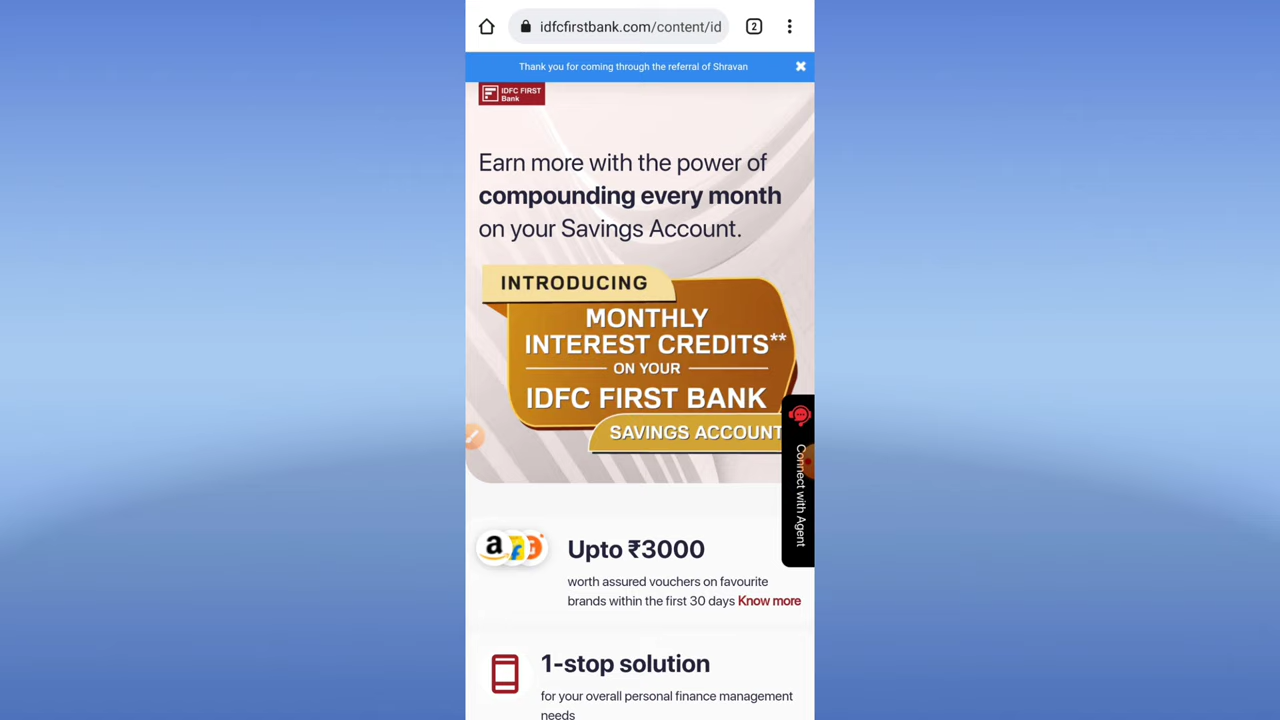 idfcfirstbank.com/content/id
2
Thank you for coming through the referral of Shravan
IDFC FIRST
Bank
Earn more with the power of
compounding every month
on your Savings Account.
INTRODUCING
MONTHLY
INTEREST CREDITS**
ON YOUR
IDFC FIRST BANK
SAVINGS ACCOUNT
Connect with Agent
a
Upto ₹3000
worth assured vouchers on favourite
brands within the first 30 days Know more
1-stop solution
for your overall personal finance management
needs